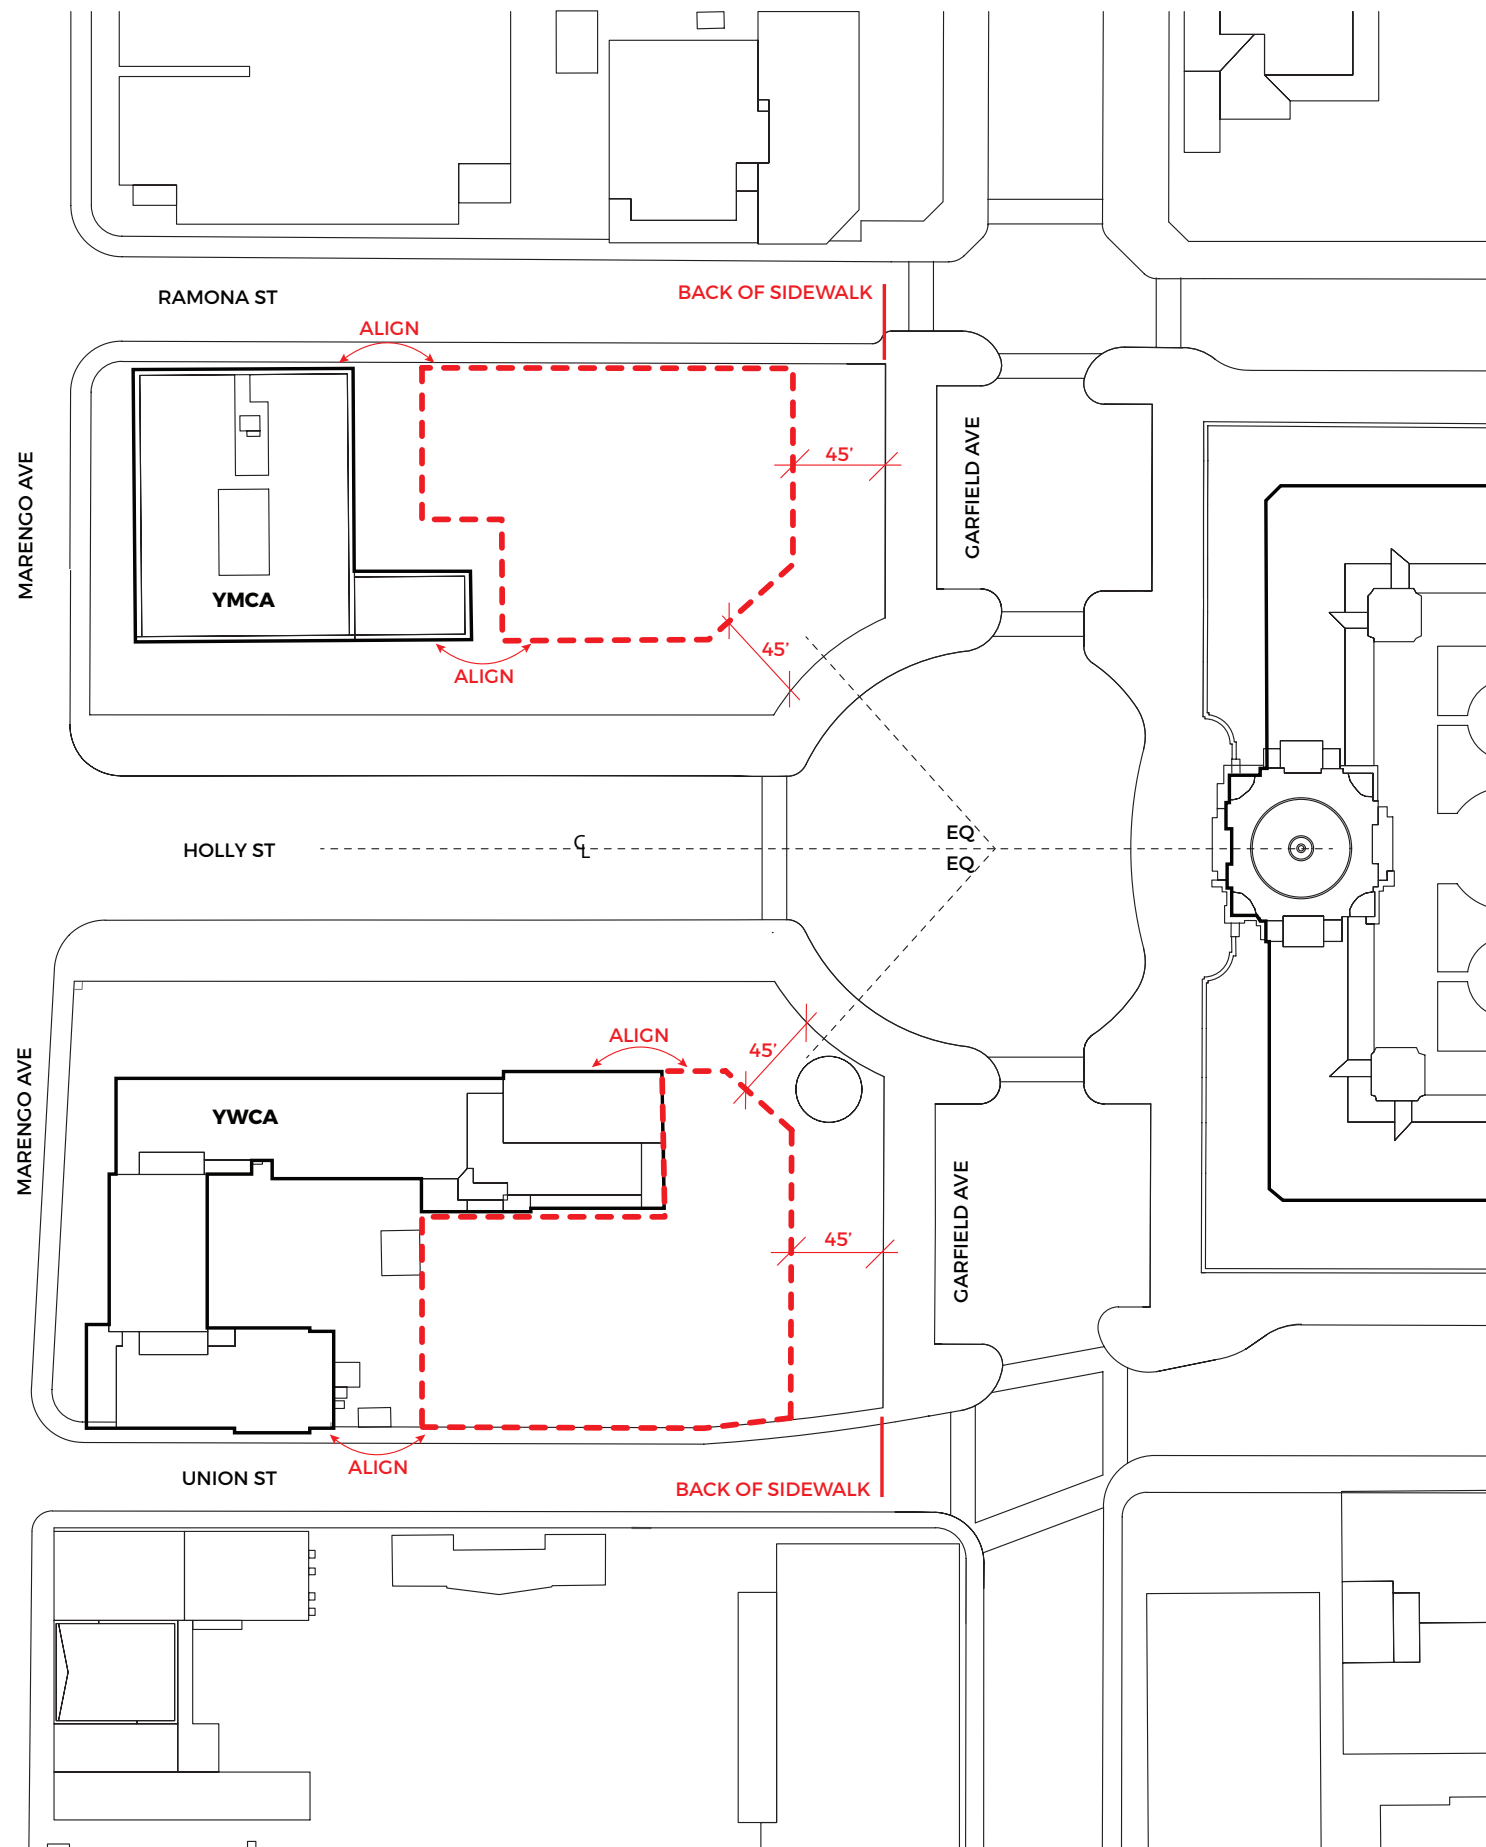 BACK OF SIDEWALK
RAMONA ST
ALIGN
45’
GARFIELD AVE
MARENGO AVE
YMCA
45’
ALIGN
EQ
HOLLY ST
CL
EQ
ALIGN
45’
MARENGO AVE
YWCA
GARFIELD AVE
45’
ALIGN
UNION ST
BACK OF SIDEWALK